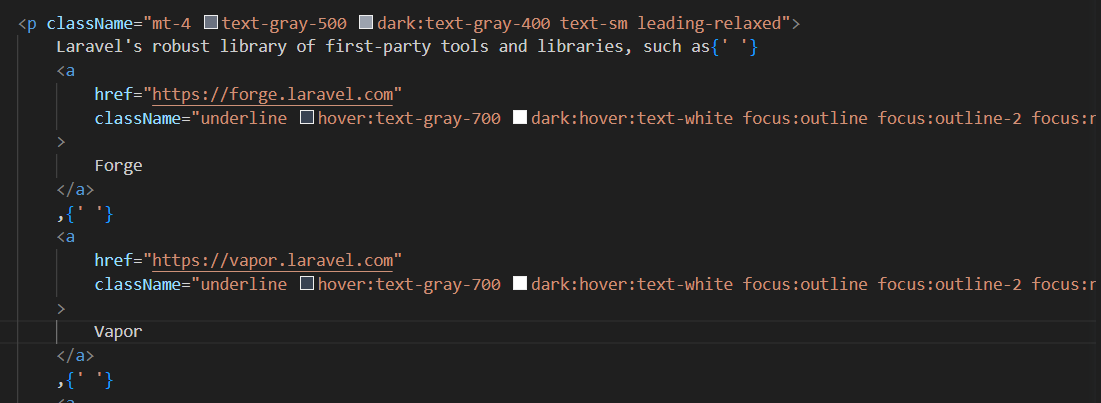 <p className="mt-4 text-gray-500 dark:text-gray-400 text-sm leading-relaxed">
Laravel's robust library of first-party tools and libraries, such as{' '}
<a
href="https://forge.laravel.com"
className="underline hover:text-gray-700 dark:hover:text-white focus:outline focus:outline-2
>
Forge
</a>
,{' '}
<a
href="https://vapor.laravel.com"
className="underline hover:text-gray-700 dark:hover:text-white focus:outline focus:outline-2
>
Vapor
</a>
,{' '}
<a